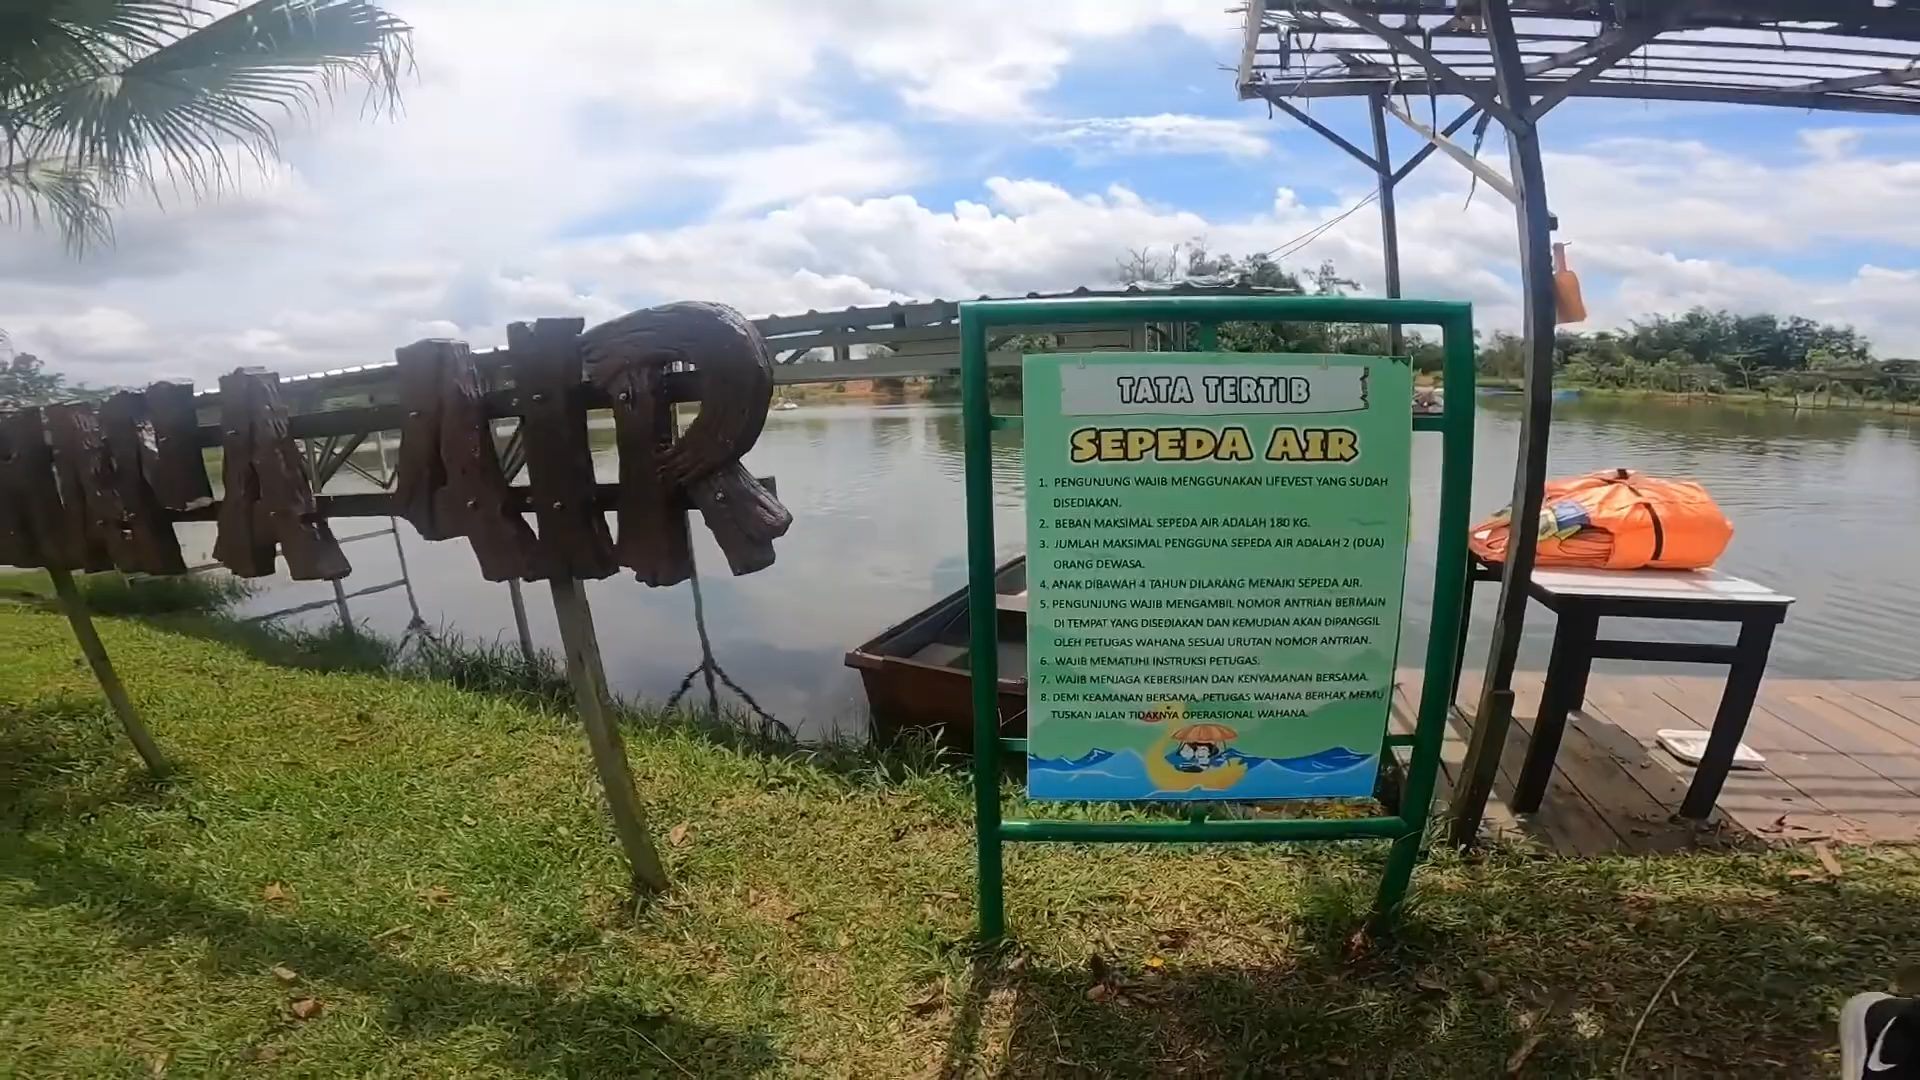 AIR
TATA TERTIB
SEPEDA AIR
1. PENGUNJUNG WAJIB MENGGUNAKAN LIFEVEST YANG SUDAH
DISEDIAKAN.
2. BEBAN MAKSIMAL SEPEDA AIR ADALAH 180 KG.
3. JUMLAH MAKSIMAL PENGGUNA SEPEDA AIR ADALAH 2 (DUA)
ORANG DEWASA.
4. ANAK DIBAWAH 4 TAHUN DILARANG MENAIKI SEPEDA AIR.
5. PENGUNJUNG WAJIB MENGAMBIL NOMOR ANTRIAN BERMAIN
DI TEMPAT YANG DISEDIAKAN DAN KEMUDIAN AKAN DIPANGGIL
OLEH PETUGAS WAHANA SESUAI URUTAN NOMOR ANTRIAN.
6. WAJIB MEMATUHI INSTRUKSI PETUGAS.
7. WAJIB MENJAGA KEBERSIHAN DAN KENYAMANAN BERSAMA.
8. DEMI KEAMANAN BERSAMA, PETUGAS WAHANA BERHAK MEMU
TUSKAN JALAN TIDAKNYA OPERASIONAL WAHANA.